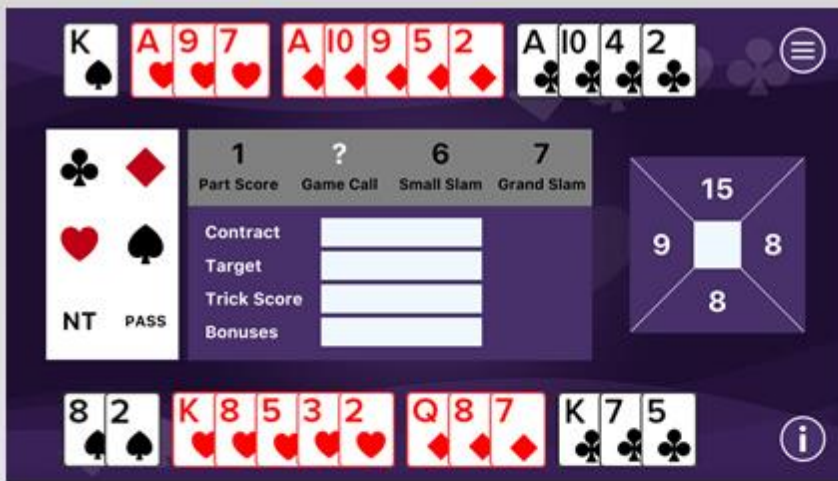 K A 9 7 A 10 9 5 2 A 10 4 2
1 ? 6 7
Part Score Game Call Small Slam Grand Slam
15
Contract
9 8
Target
Trick Score
8
NT PASS
Bonuses
8 2 K 8 5 3 2 Q 8 7 K 7 5
i